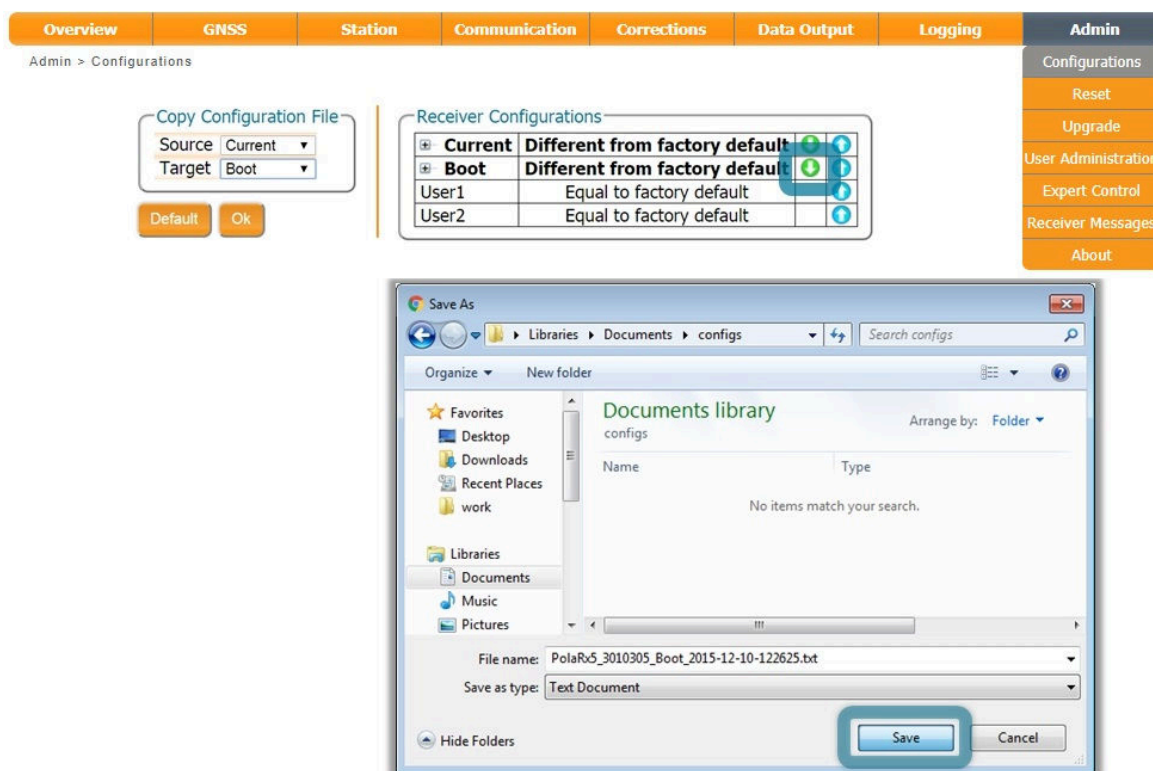 Overview GNSS Station Communication Corrections Data Output Logging Admin
Admin > Configurations
Configurations
Reset
Upgrade
User Administration
Expert Control
Receiver Messages
About
Copy Configuration File
Source Current
Target Boot
Default Ok
Receiver Configurations
Current Different from factory default
Boot Different from factory default
User1 Equal to factory default
User2 Equal to factory default
Save As
Libraries Documents configs Search configs
Organize New folder
Favorites
Desktop
Downloads
Recent Places
work
Libraries
Documents
Music
Pictures
Documents library
configs
Arrange by: Folder
Name Type
No items match your search.
File name: PolaRx5_3010305_Boot_2015-12-10-122625.txt
Save as type: Text Document
Hide Folders
Save Cancel